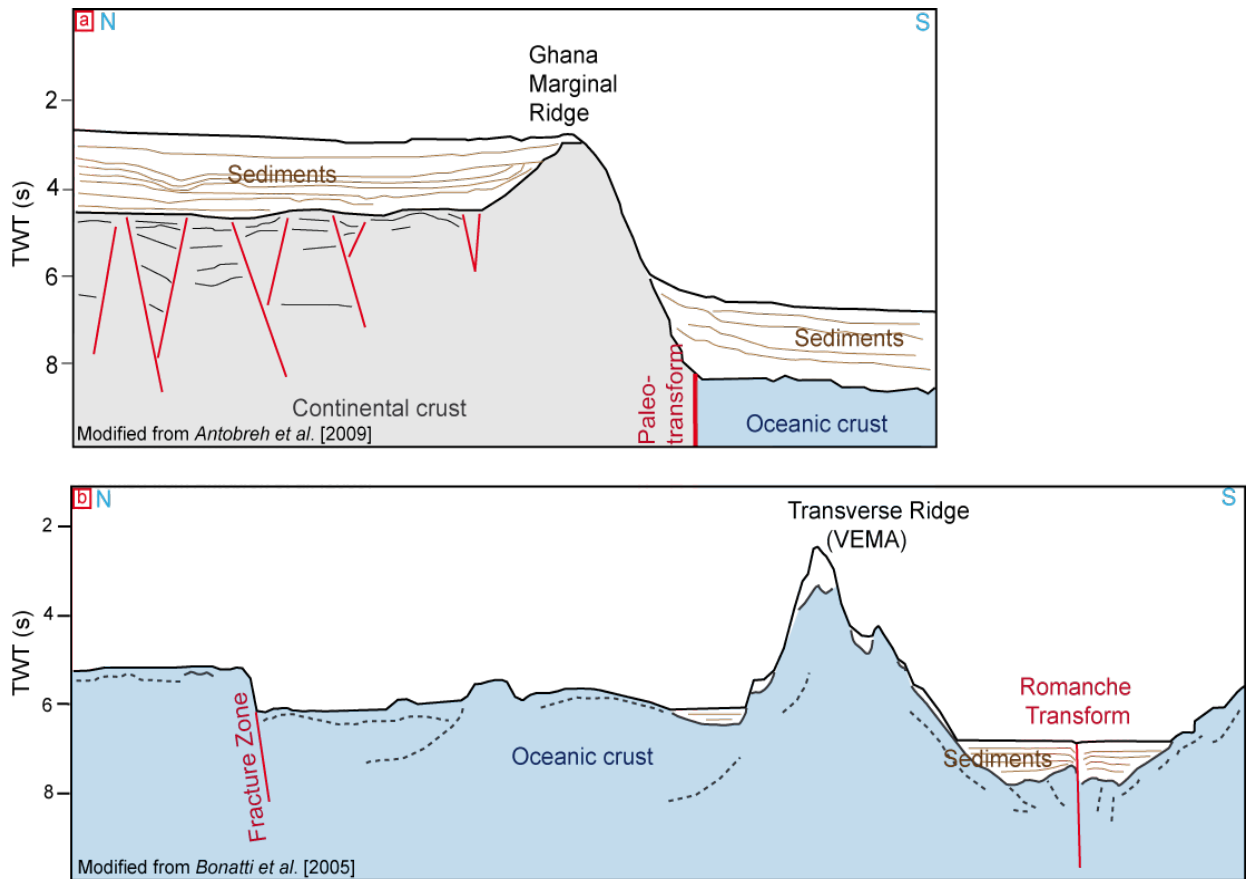 a N
S
Ghana
Marginal
Ridge
2
4
6
8
TWT (s)
Sediments
Sediments
Continental crust
Paleo-
transform
Oceanic crust
Modified from Antobreh et al. [2009]
b N
S
Transverse Ridge
(VEMA)
2
4
6
8
TWT (s)
Romanche
Transform
Fracture Zone
Oceanic crust
Sediments
Modified from Bonatti et al. [2005]